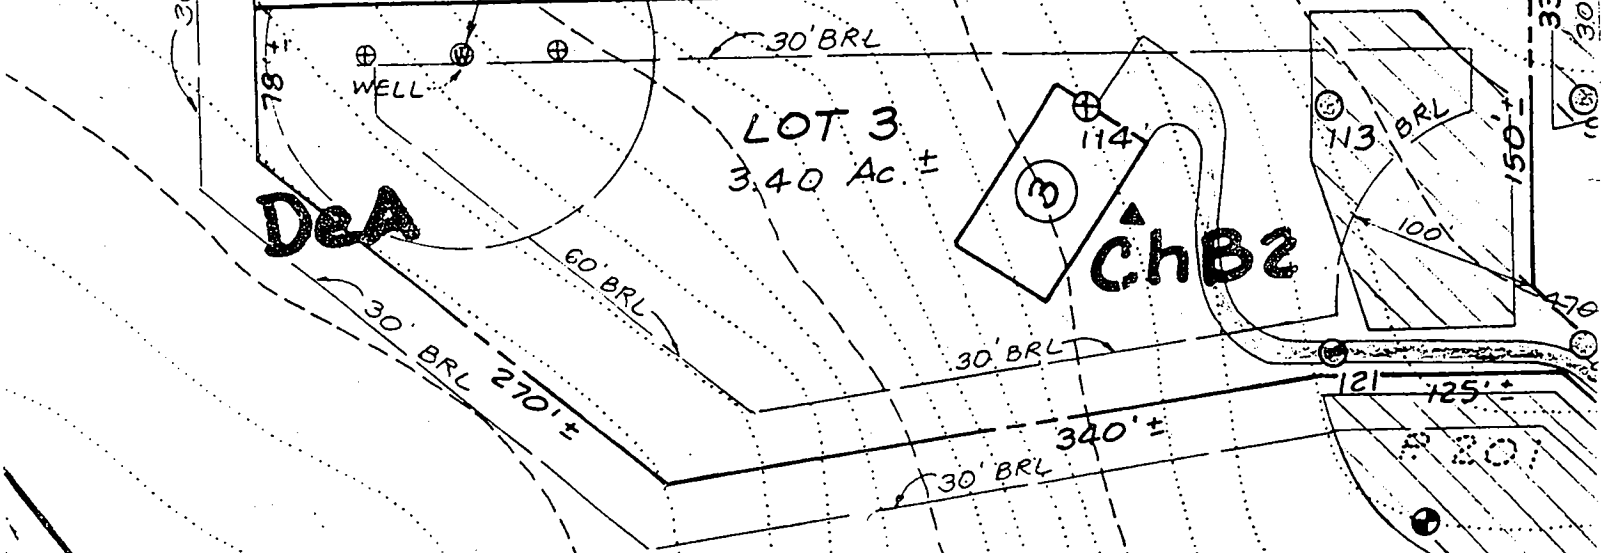 30' BRL
78'±
W
WELL
LOT 3
3.40 Ac. ±
114'
3
113
BRL
150'±
100
DeA
ChB2
60' BRL
30' BRL
30' BRL
270'±
340'±
30' BRL
121
125'±
P 201